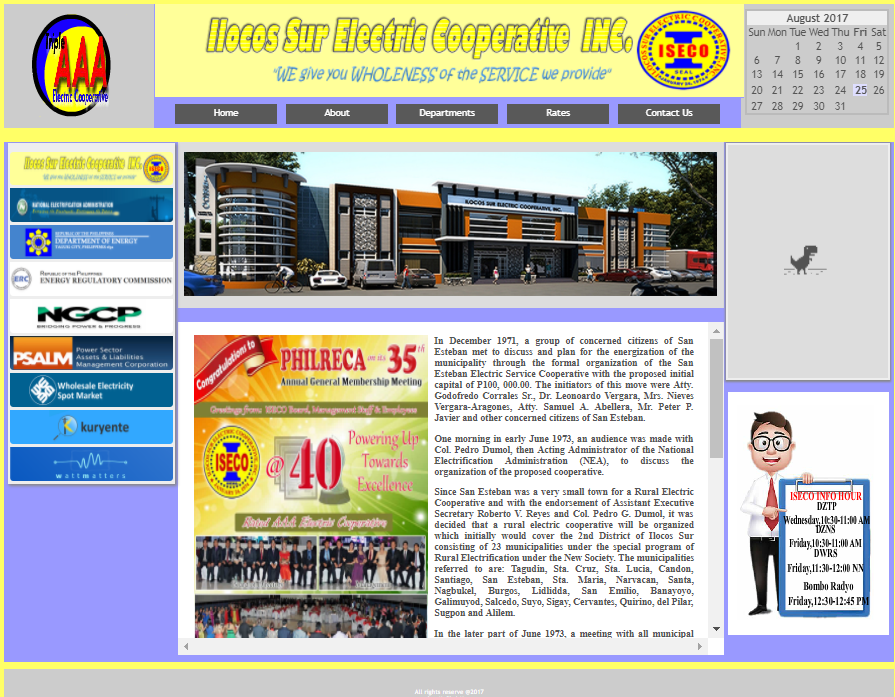 Triple
AAA
Electric Cooperative
Ilocos Sur Electric Cooperative INC.
"WE give you WHOLENESS of the SERVICE we provide"
ISECO
SEAL
Home
About
Departments
Rates
Contact Us
August 2017
Sun Mon Tue Wed Thu Fri Sat
1 2 3 4 5
6 7 8 9 10 11 12
13 14 15 16 17 18 19
20 21 22 23 24 25 26
27 28 29 30 31
Ilocos Sur Electric Cooperative INC.
NATIONAL ELECTRIFICATION ADMINISTRATION
REPUBLIC OF THE PHILIPPINES
DEPARTMENT OF ENERGY
ERC
REPUBLIC OF THE PHILIPPINES
ENERGY REGULATORY COMMISSION
NGCP
BRIDGING POWER & PROGRESS
PSALM
Power Sector
Assets & Liabilities
Management Corporation
Wholesale Electricity
Spot Market
kuryente
wattmatters
ILOCOS SUR ELECTRIC COOPERATIVE, INC.
Congratulations to
PHILRECA on its 35th
Annual General Membership Meeting
Greetings from: ISECO Board, Management Staff & Employees
ISECO
@ 40
Powering Up
Towards
Excellence
Rated AAA Electric Cooperative
In December 1971, a group of concerned citizens of San
Esteban met to discuss and plan for the energization of the
municipality through the formal organization of the San
Esteban Electric Service Cooperative with the proposed initial
capital of P100, 000.00. The initiators of this move were Atty.
Godofredo Corrales Sr., Dr. Leonoardo Vergara, Mrs. Nieves
Vergara-Aragones, Atty. Samuel A. Abellera, Mr. Peter P.
Javier and other concerned citizens of San Esteban.
One morning in early June 1973, an audience was made with
Col. Pedro Dumol, then Acting Administrator of the National
Electrification Administration (NEA), to discuss the
organization of the proposed cooperative.
Since San Esteban was a very small town for a Rural Electric
Cooperative and with the endorsement of Assistant Executive
Secretary Roberto V. Reyes and Col. Pedro G. Dumol, it was
decided that a rural electric cooperative will be organized
which initially would cover the 2nd District of Ilocos Sur
consisting of 23 municipalities under the special program of
Rural Electrification under the New Society. The municipalities
referred to are: Tagudin, Sta. Cruz, Sta. Lucia, Candon,
Santiago, San Esteban, Sta. Maria, Narvacan, Santa,
Nagbukel, Burgos, Lidlidda, San Emilio, Banayoyo,
Galimuyod, Salcedo, Suyo, Sigay, Cervantes, Quirino, del Pilar,
Sugpon and Alilem.
In the later part of June 1973, a meeting with all municipal
ISECO INFO HOUR
DZTP
Wednesday,10:30-11:00 AM
DZNS
Friday,10:30-11:00 AM
DWRS
Friday,11:30-12:00 NN
Bombo Radyo
Friday,12:30-12:45 PM
All rights reserve @2017